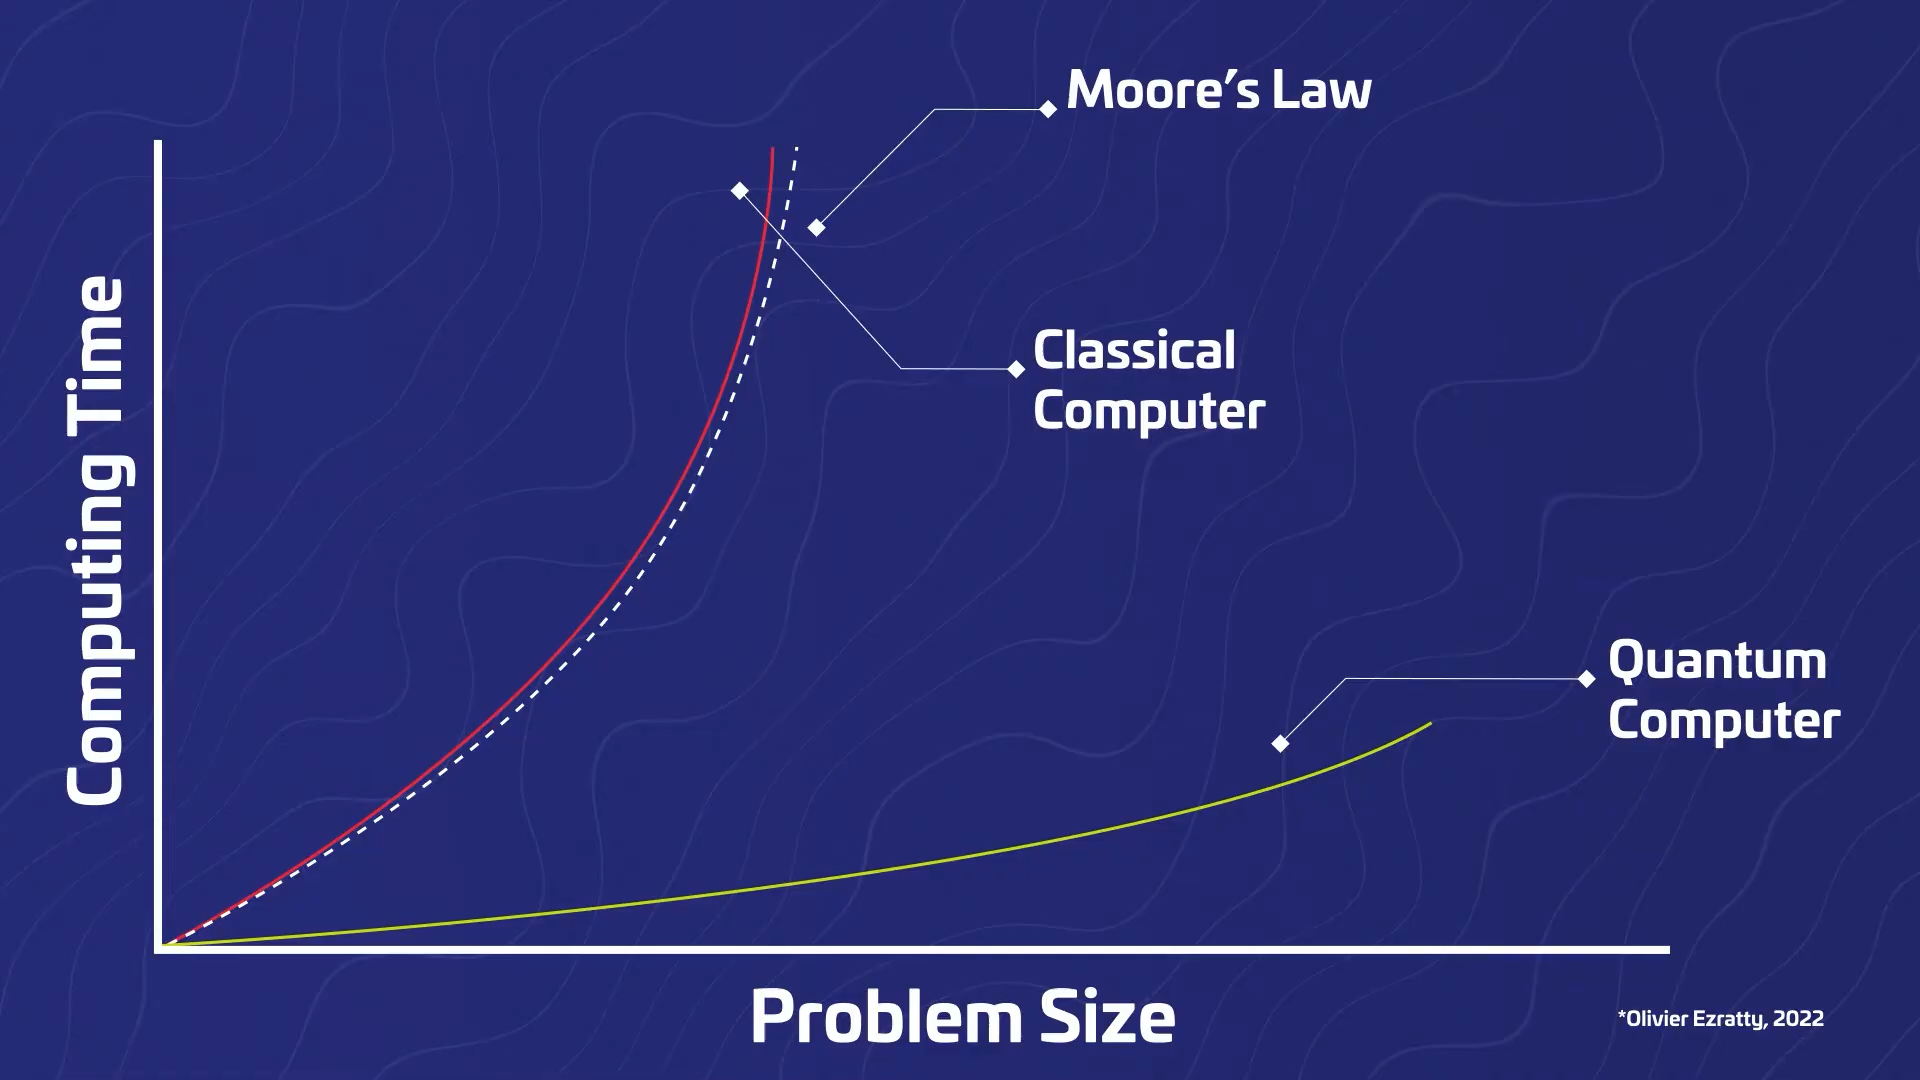 Moore’s Law
Classical
Computer
Computing Time
Quantum
Computer
Problem Size
*Olivier Ezratty, 2022